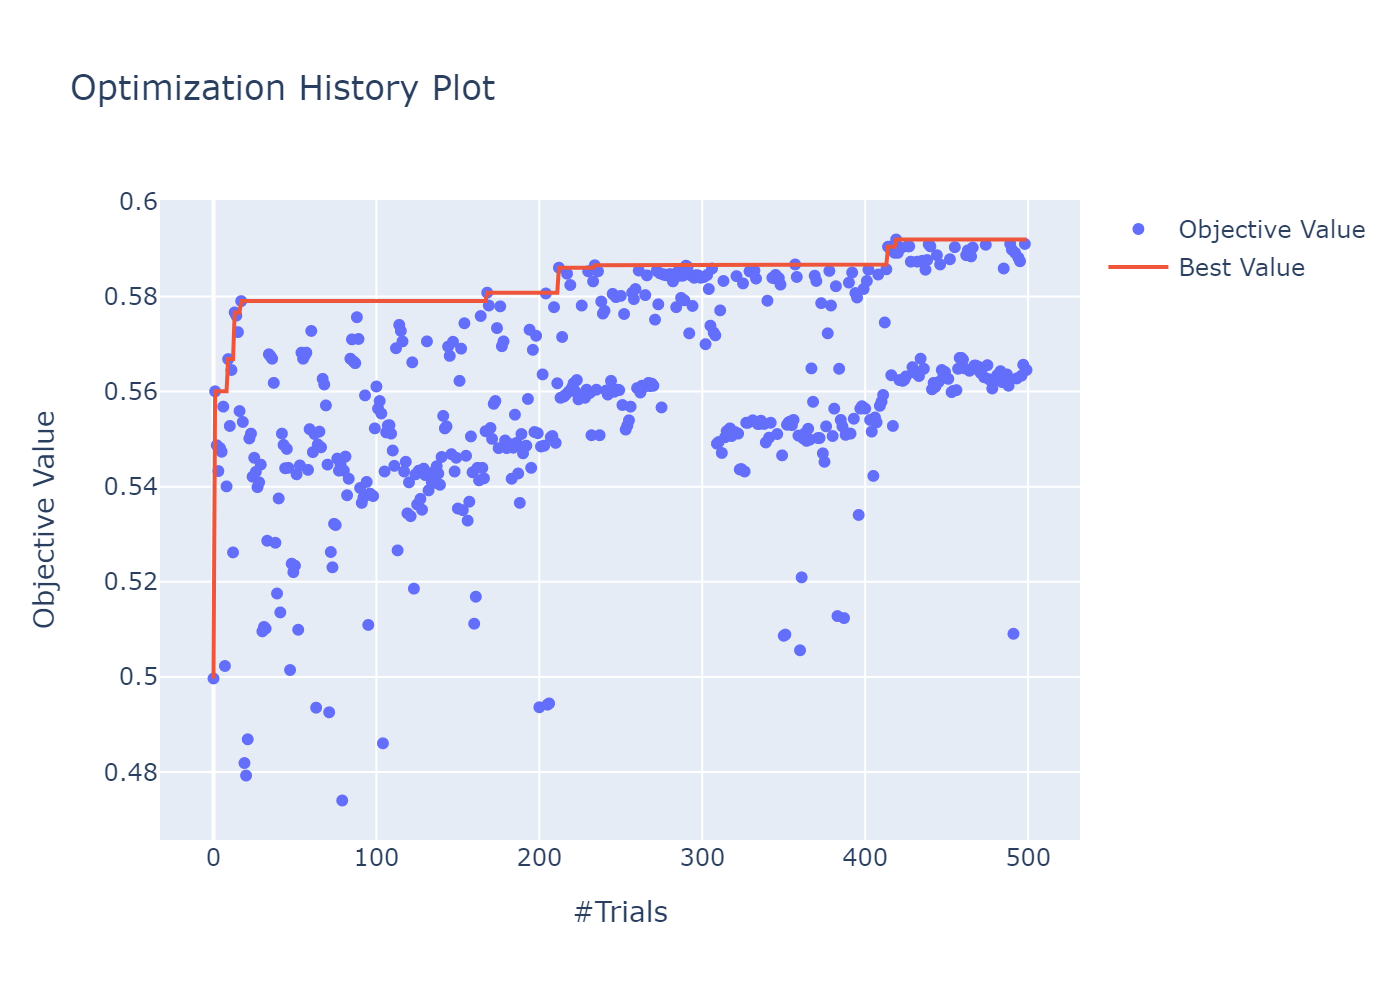 Optimization History Plot
Objective Value
Best Value
0.6
0.58
0.56
0.54
0.52
0.5
0.48
Objective Value
0 100 200 300 400 500
#Trials